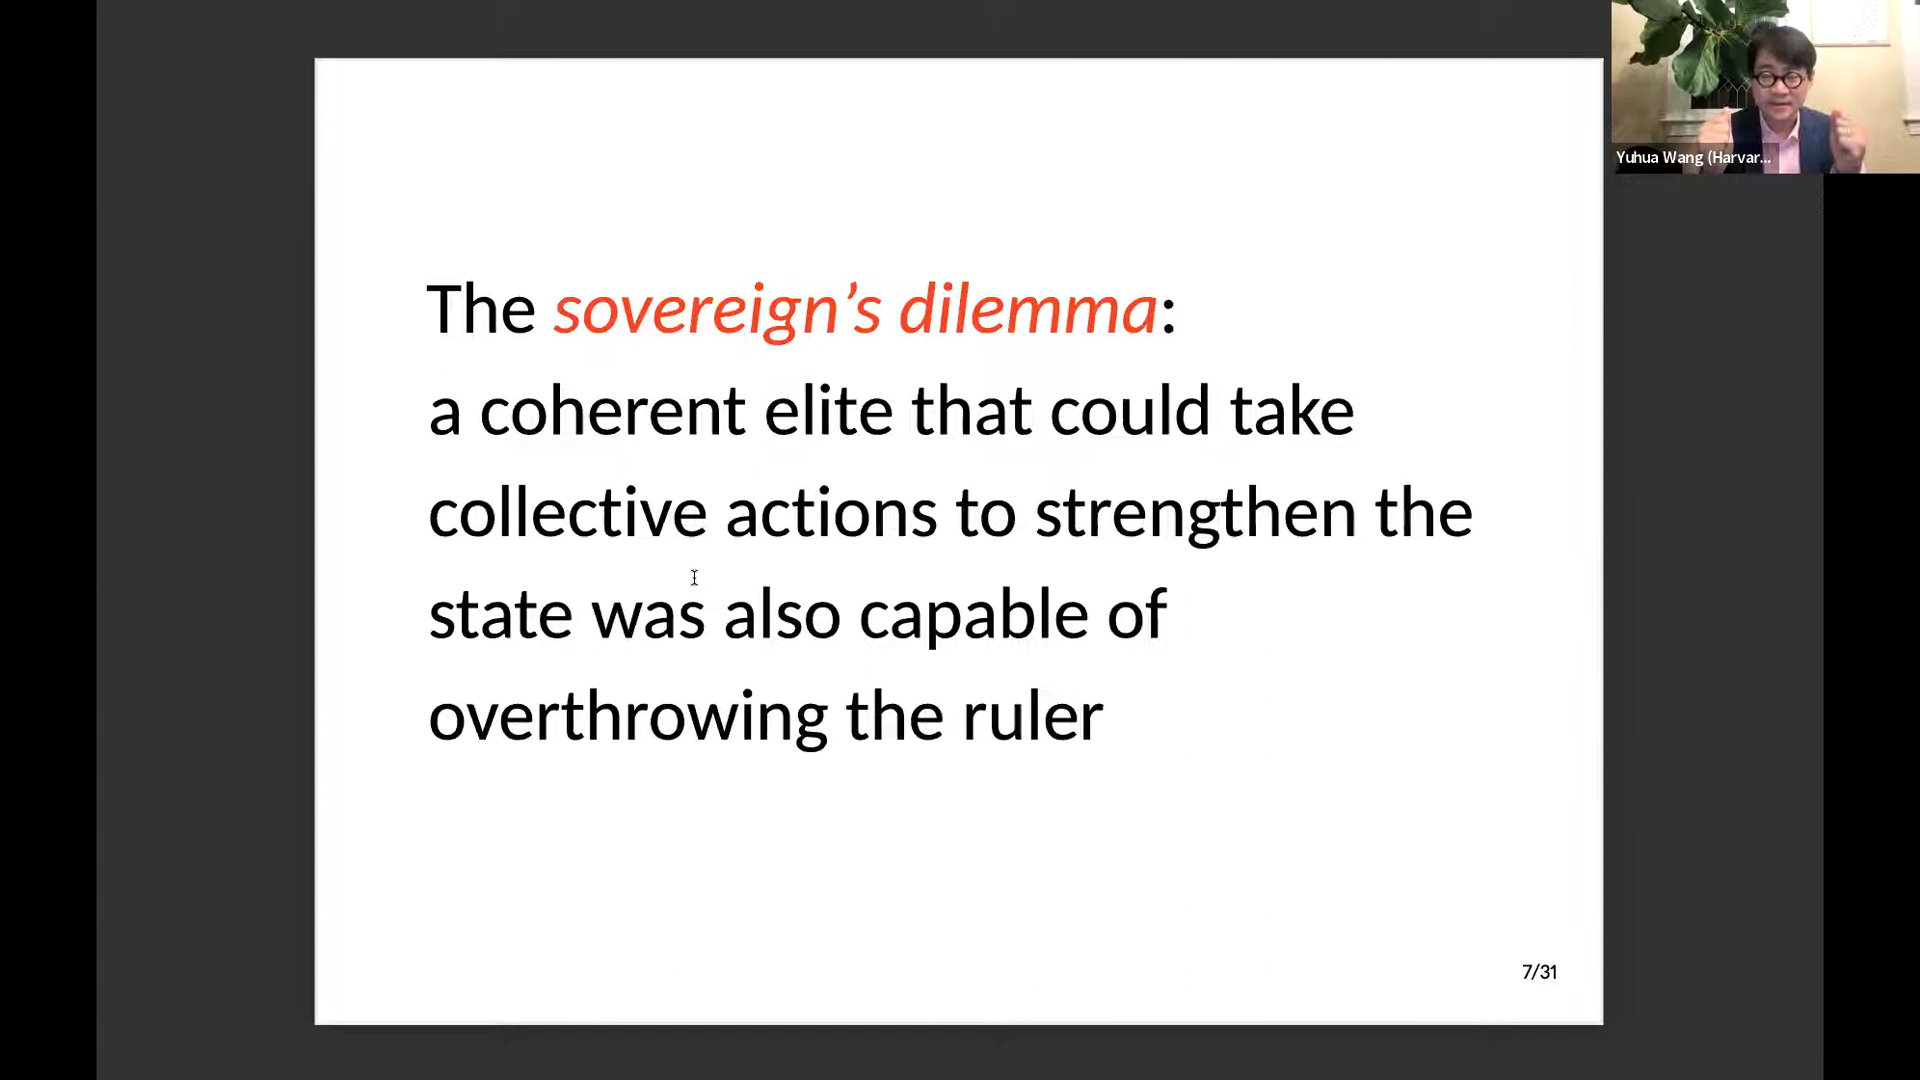 Yuhua Wang (Harvar...
The sovereign’s dilemma:
a coherent elite that could take
collective actions to strengthen the
state was also capable of
overthrowing the ruler
7/31